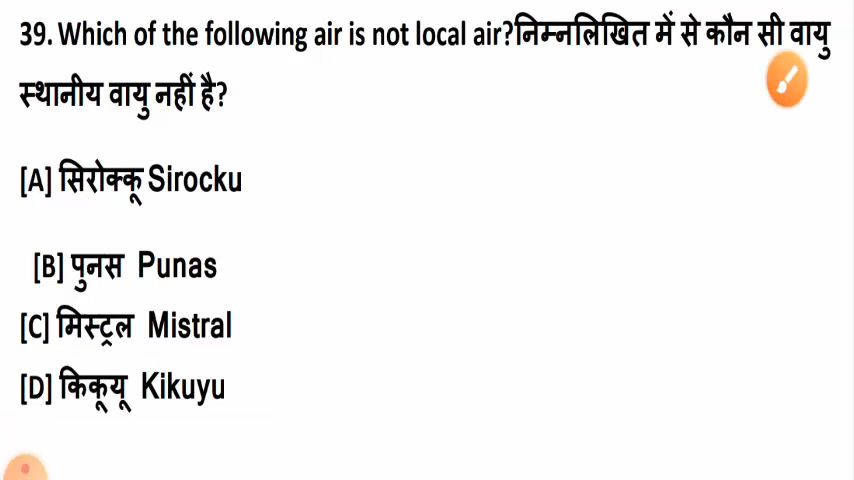 39. Which of the following air is not local air?निम्नलिखित में से कौन सी वायु
स्थानीय वायु नहीं है?
[A] सिरोक्कू Sirocku
[B] पुनस Punas
[C] मिस्ट्रल Mistral
[D] किकूयू Kikuyu